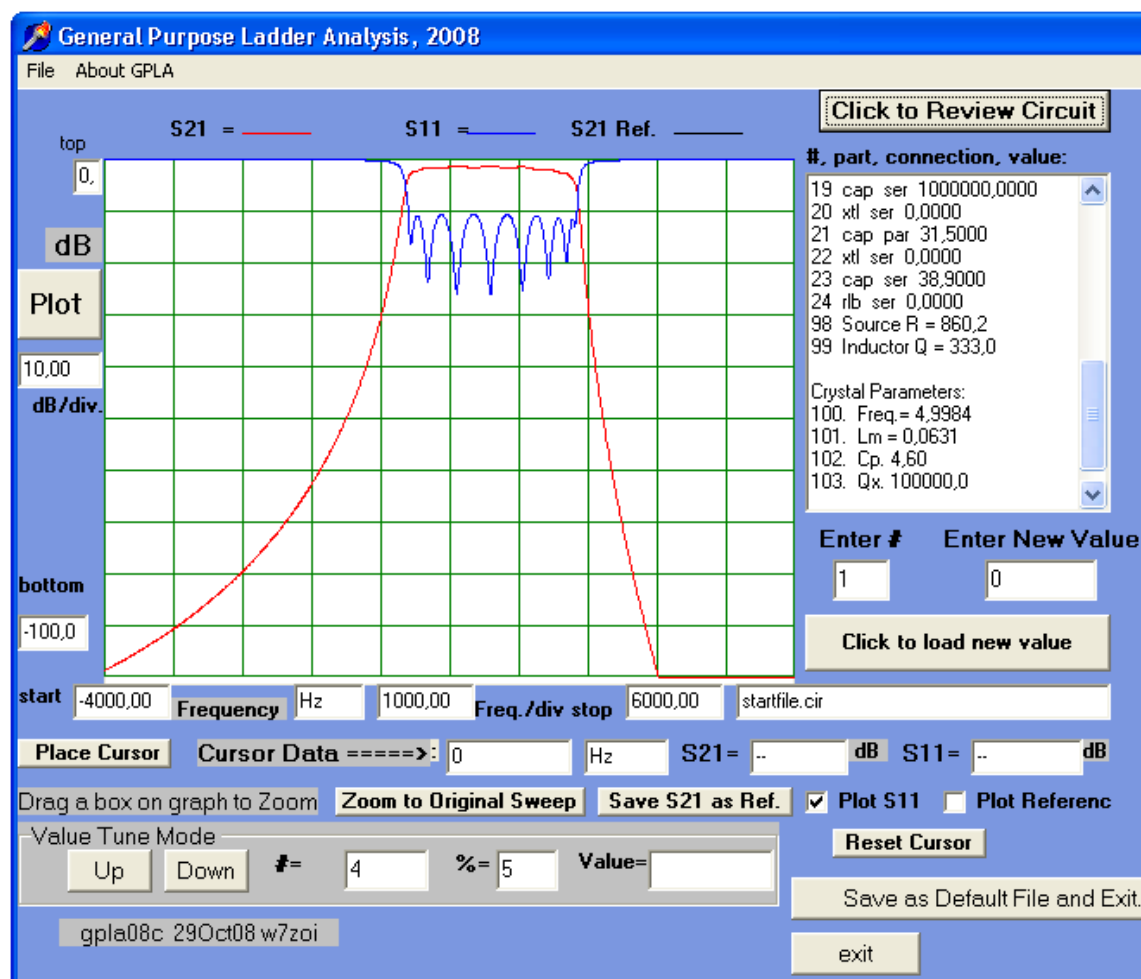 General Purpose Ladder Analysis, 2008
File About GPLA
Click to Review Circuit
S21 = S11 = S21 Ref.
top
0,
#, part, connection, value:
19 cap ser 1000000,0000
20 xtl ser 0,0000
21 cap par 31,5000
22 xtl ser 0,0000
23 cap ser 38,9000
24 rlb ser 0,0000
98 Source R = 860,2
99 Inductor Q = 333,0
Crystal Parameters:
100. Freq.= 4,9984
101. Lm = 0,0631
102. Cp. 4,60
103. Qx. 100000,0
dB
Plot
10,00
dB/div.
Enter # Enter New Value
1 0
bottom
-100,0
Click to load new value
start -4000,00 Frequency Hz 1000,00 Freq./div stop 6000,00 startfile.cir
Place Cursor Cursor Data =====>: 0 Hz S21= -- dB S11= -- dB
Drag a box on graph to Zoom Zoom to Original Sweep Save S21 as Ref. Plot S11 Plot Referenc
Value Tune Mode
Up Down #= 4 %= 5 Value=
Reset Cursor
Save as Default File and Exit.
gpla08c 29Oct08 w7zoi
exit